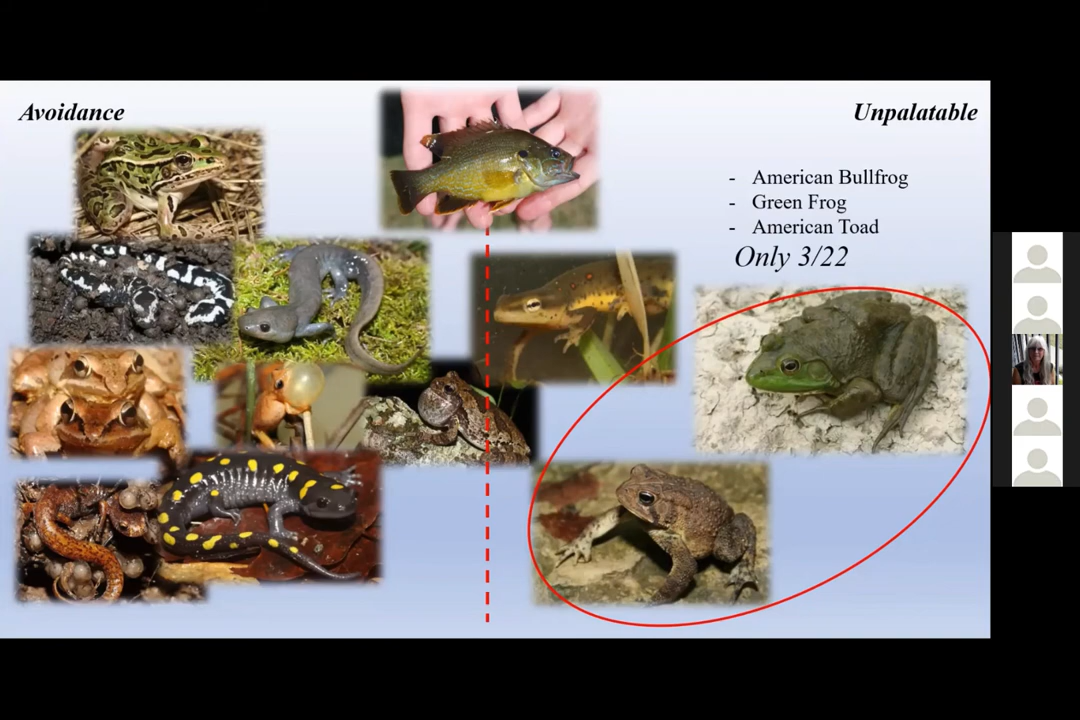 Avoidance
Unpalatable
- American Bullfrog
- Green Frog
- American Toad
Only 3/22